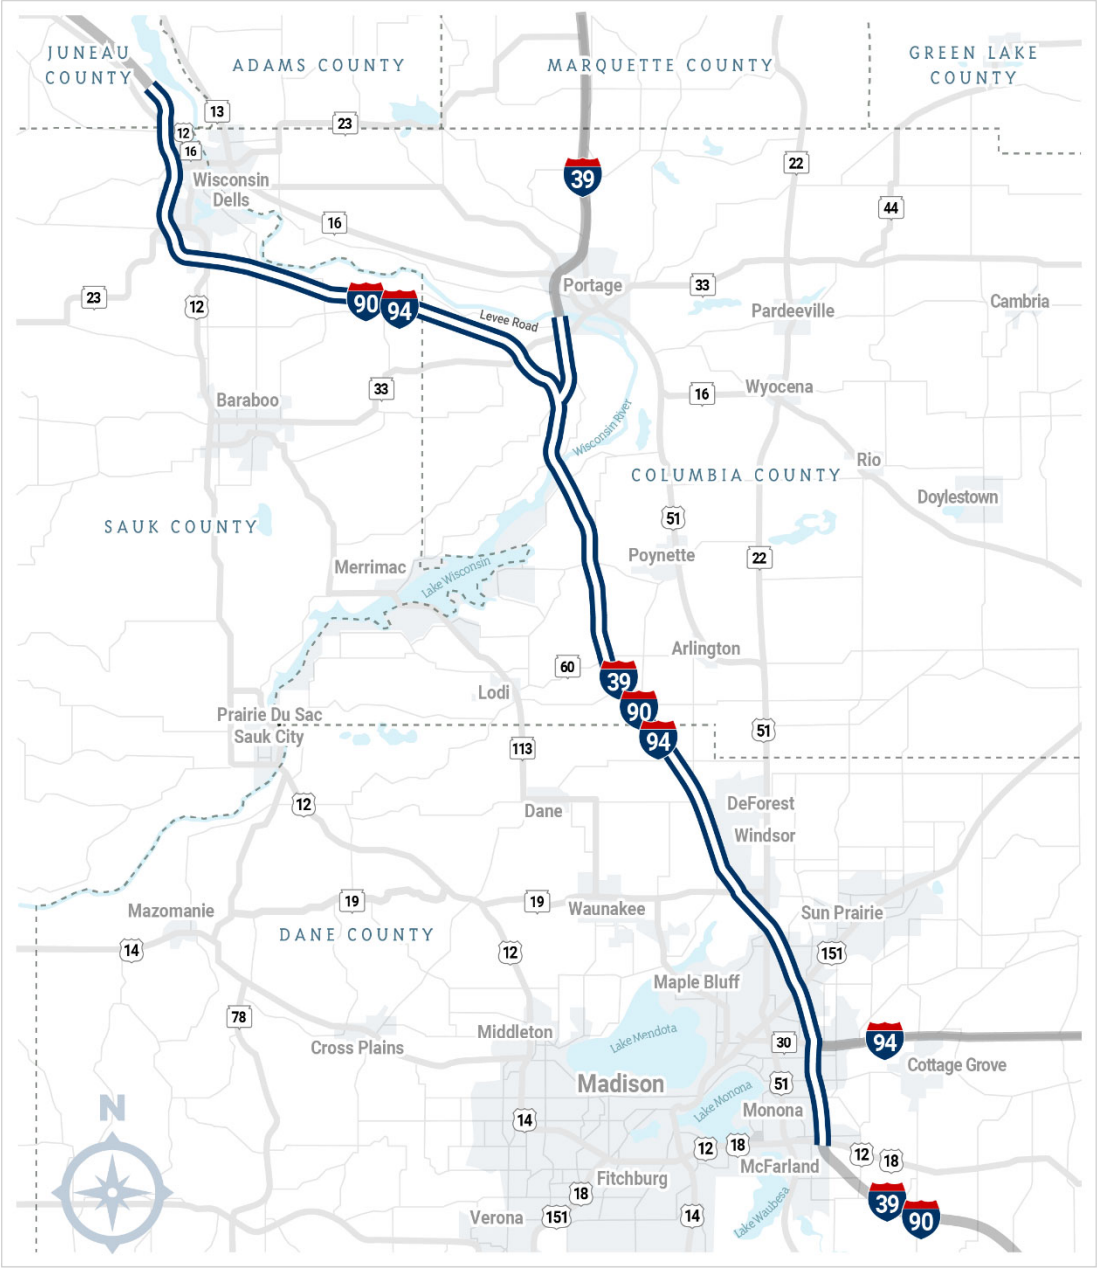 JUNEAU
COUNTY
ADAMS COUNTY
MARQUETTE COUNTY
GREEN LAKE
COUNTY
13
23
12
16
39
22
Wisconsin
Dells
16
44
Portage
33
23
12
90
94
Levee Road
Pardeeville
Cambria
33
16
Wyocena
Baraboo
Wisconsin River
Rio
COLUMBIA COUNTY
Doylestown
SAUK COUNTY
51
Poynette
22
Merrimac
Lake Wisconsin
Arlington
60
39
90
94
Lodi
Prairie Du Sac
Sauk City
51
113
12
Dane
DeForest
Windsor
19
19
Waunakee
Mazomanie
Sun Prairie
DANE COUNTY
14
12
151
Maple Bluff
78
Middleton
Lake Mendota
30
94
Cross Plains
Cottage Grove
Madison
51
Lake Monona
Monona
N
14
12
18
McFarland
12
18
Fitchburg
18
39
90
Verona
151
14
Lake Waubesa